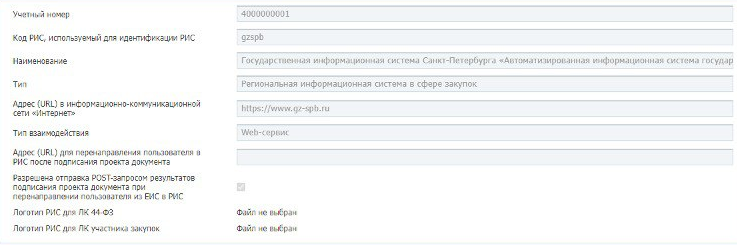 Учетный номер
4000000001
Код РИС, используемый для идентификации РИС
gzspb
Наименование
Государственная информационная система Санкт-Петербурга «Автоматизированная информационная система государ
Тип
Региональная информационная система в сфере закупок
Адрес (URL) в информационно-коммуникационной
сети «Интернет»
https://www.gz-spb.ru
Тип взаимодействия
Web-сервис
Адрес (URL) для перенаправления пользователя в
РИС после подписания проекта документа
Разрешена отправка POST-запросом результатов
подписания проекта документа при
перенаправлении пользователя из ЕИС в РИС
Логотип РИС для ЛК 44-ФЗ
Файл не выбран
Логотип РИС для ЛК участника закупок
Файл не выбран